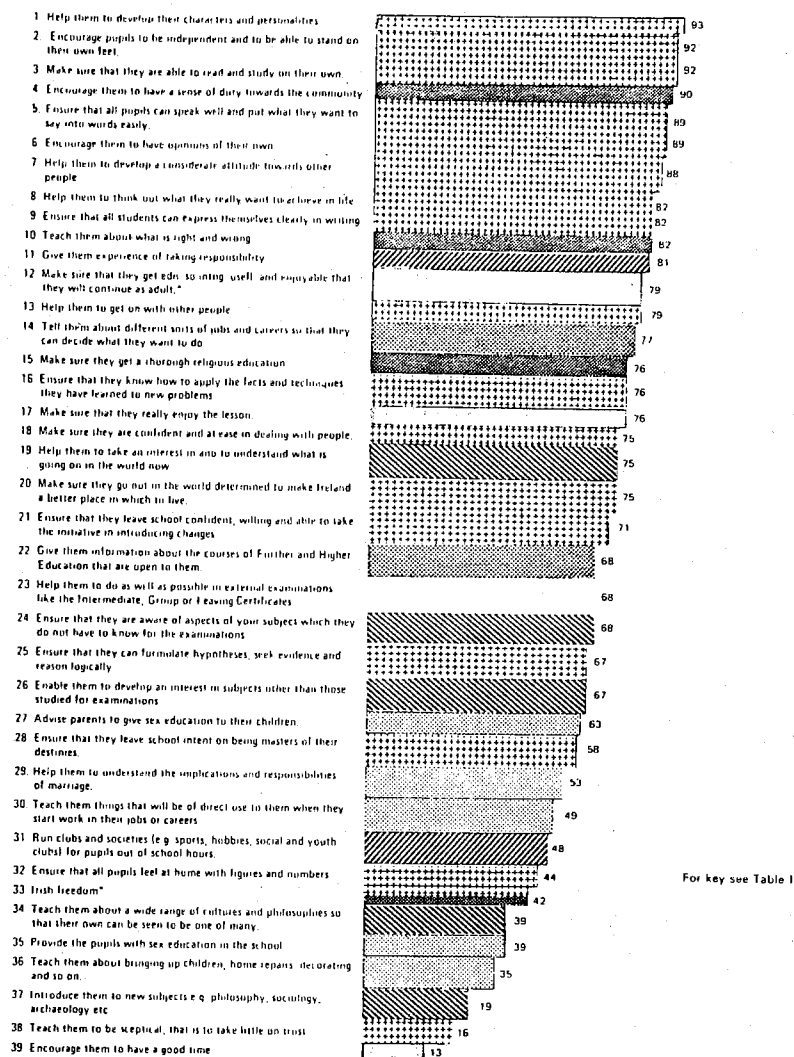 1 Help them to develop their characters and personalities
93
2. Encourage pupils to be independent and to be able to stand on
their own feet.
92
3 Make sure that they are able to read and study on their own.
92
4 Encourage them to have a sense of duty towards the community
90
5. Ensure that all pupils can speak well and put what they want to
say into words easily.
89
6 Encourage them to have opinions of their own
89
7 Help them to develop a considerate attitude towards other
people
88
8 Help them to think out what they really want to achieve in life
82
9 Ensure that all students can express themselves clearly in writing
82
10 Teach them about what is right and wrong
82
11 Give them experience of taking responsibility
81
12 Make sure that they get edn. so intng. usefl. and enjoyable that
they will continue as adult.*
79
13 Help them to get on with other people
79
14 Tell them about different sorts of jobs and careers so that they
can decide what they want to do
77
15 Make sure they get a thorough religious education
76
16 Ensure that they know how to apply the facts and techniques
they have learned to new problems
76
17 Make sure that they really enjoy the lesson.
76
18 Make sure they are confident and at ease in dealing with people.
75
19 Help them to take an interest in and to understand what is
going on in the world now
75
20 Make sure they go out in the world determined to make Ireland
a better place in which to live.
75
21 Ensure that they leave school confident, willing and able to take
the initiative in introducing changes
71
22 Give them information about the courses of Further and Higher
Education that are open to them.
68
23 Help them to do as well as possible in external examinations
like the Intermediate, Group or Leaving Certificates
68
24 Ensure that they are aware of aspects of your subject which they
do not have to know for the examinations
68
25 Ensure that they can formulate hypotheses, seek evidence and
reason logically
67
26 Enable them to develop an interest in subjects other than those
studied for examinations
67
27 Advise parents to give sex education to their children.
63
28 Ensure that they leave school intent on being masters of their
destinies.
58
29. Help them to understand the implications and responsibilities
of marriage.
53
30. Teach them things that will be of direct use to them when they
start work in their jobs or careers
49
31 Run clubs and societies (e.g. sports, hobbies, social and youth
clubs) for pupils out of school hours.
48
32 Ensure that all pupils feel at home with figures and numbers
44
For key see Table I
33 Irish freedom*
42
34 Teach them about a wide range of cultures and philosophies so
that their own can be seen to be one of many.
39
35 Provide the pupils with sex education in the school
39
36 Teach them about bringing up children, home repairs, decorating
and so on.
35
37 Introduce them to new subjects e.g. philosophy, sociology,
archaeology etc
19
38 Teach them to be sceptical, that is to take little on trust
16
39 Encourage them to have a good time
13